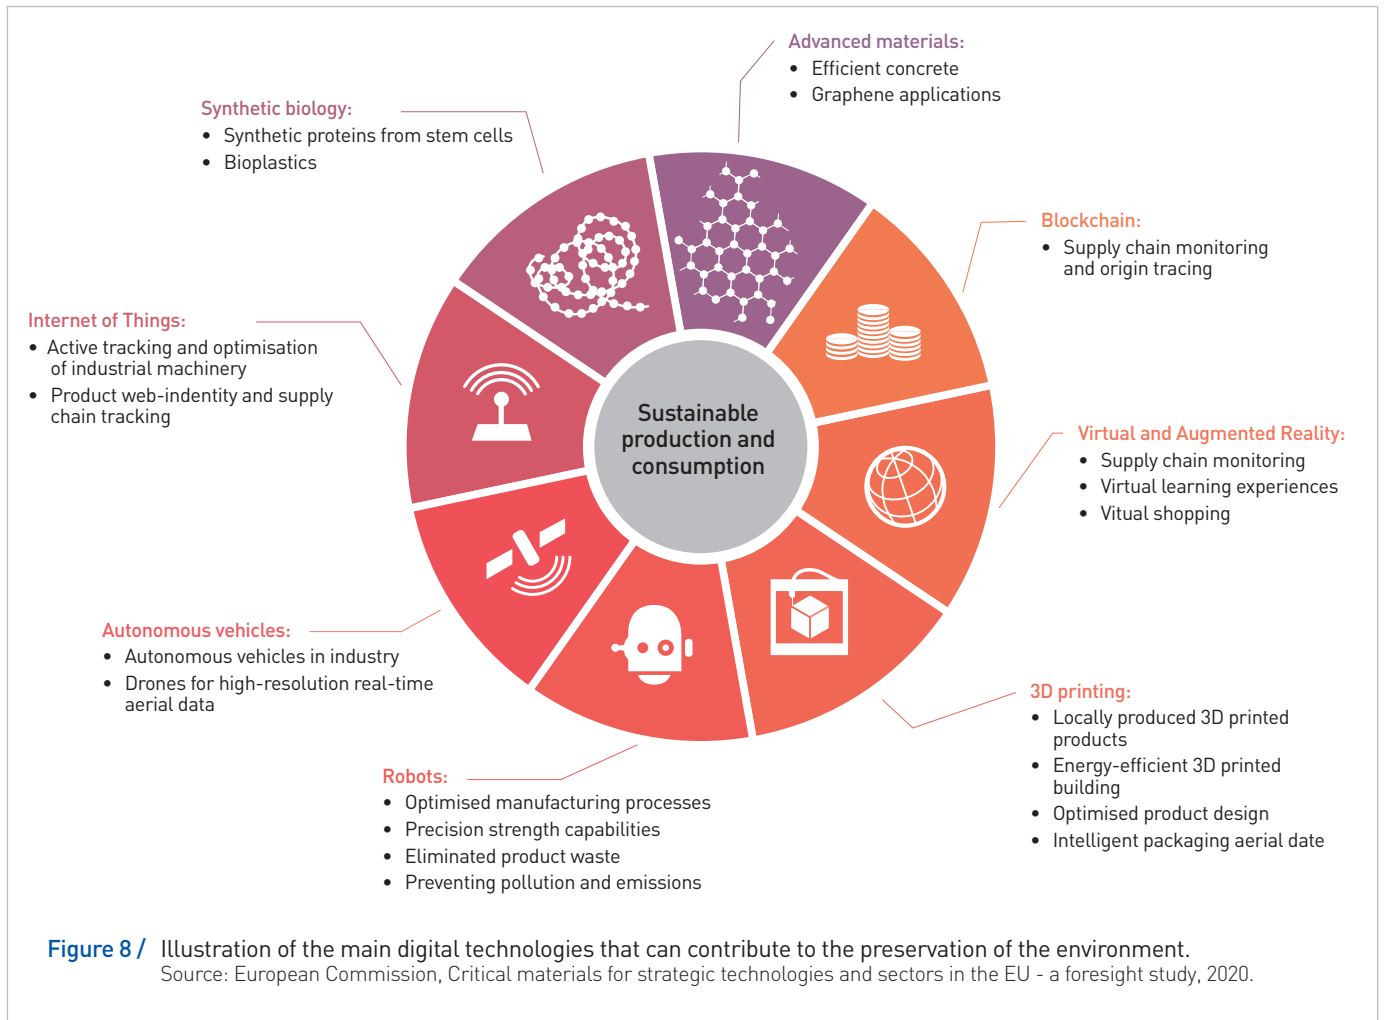 Advanced materials:
• Efficient concrete
• Graphene applications
Synthetic biology:
• Synthetic proteins from stem cells
• Bioplastics
Blockchain:
• Supply chain monitoring
and origin tracing
Internet of Things:
• Active tracking and optimisation
of industrial machinery
• Product web-indentity and supply
chain tracking
Sustainable
production and
consumption
Virtual and Augmented Reality:
• Supply chain monitoring
• Virtual learning experiences
• Vitual shopping
Autonomous vehicles:
• Autonomous vehicles in industry
• Drones for high-resolution real-time
aerial data
3D printing:
• Locally produced 3D printed
products
• Energy-efficient 3D printed
building
• Optimised product design
• Intelligent packaging aerial date
Robots:
• Optimised manufacturing processes
• Precision strength capabilities
• Eliminated product waste
• Preventing pollution and emissions
Figure 8 / Illustration of the main digital technologies that can contribute to the preservation of the environment.
Source: European Commission, Critical materials for strategic technologies and sectors in the EU - a foresight study, 2020.